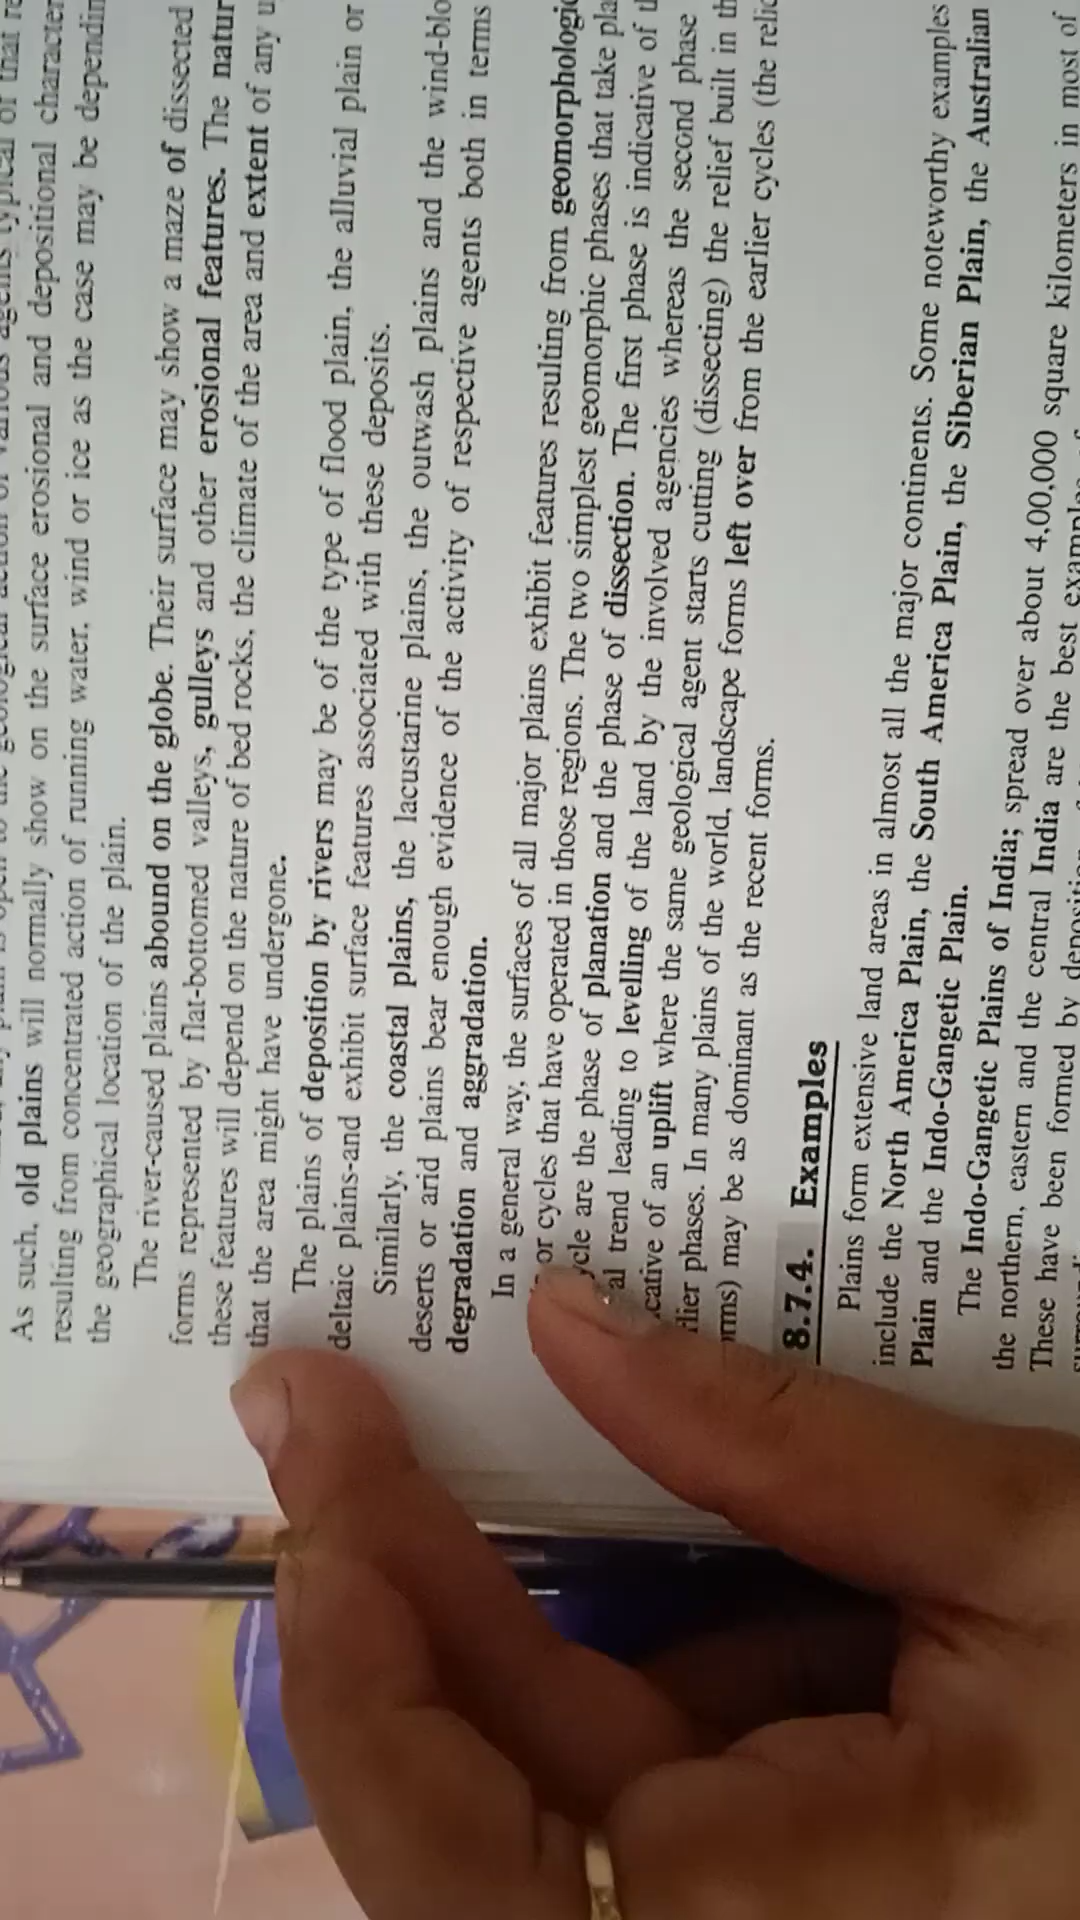 As such, old plains will normally show on the surface erosional and depositional
resulting from concentrated action of running water, wind or ice as the case may be
the geographical location of the plain.
The river-caused plains abound on the globe. Their surface may show a maze of dissected
forms represented by flat-bottomed valleys, gulleys and other erosional features. The
these features will depend on the nature of bed rocks, the climate of the area and extent of any
that the area might have undergone.
The plains of deposition by rivers may be of the type of flood plain, the alluvial plain or
deltaic plains-and exhibit surface features associated with these deposits.
Similarly, the coastal plains, the lacustarine plains, the outwash plains and the
deserts or arid plains bear enough evidence of the activity of respective agents both in terms
degradation and aggradation.
In a general way, the surfaces of all major plains exhibit features resulting from
or cycles that have operated in those regions. The two simplest geomorphic phases that take
are the phase of planation and the phase of dissection. The first phase is indicative of
trend leading to levelling of the land by the involved agencies whereas the second phase
of an uplift where the same geological agent starts cutting (dissecting) the relief built in
phases. In many plains of the world, landscape forms left over from the earlier cycles (the
may be as dominant as the recent forms.
8.7.4. Examples
Plains form extensive land areas in almost all the major continents. Some noteworthy examples
include the North America Plain, the South America Plain, the Siberian Plain, the Australian
Plain and the Indo-Gangetic Plain.
The Indo-Gangetic Plains of India; spread over about 4,00,000 square kilometers in most of
the northern, eastern and the central India are the best
These have been formed by